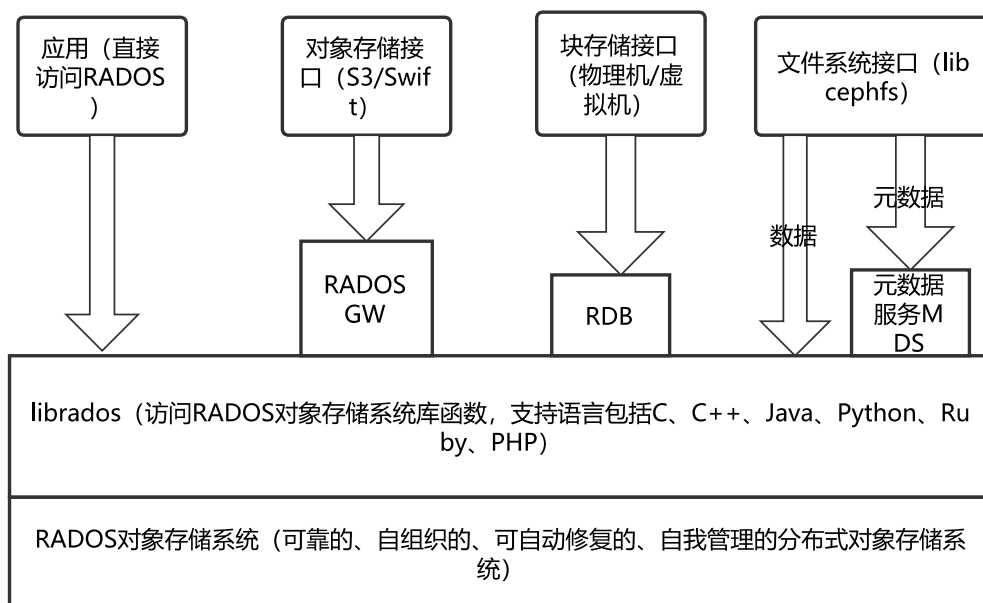 应用（直接
访问RADOS
）
对象存储接
口（S3/Swif
t）
块存储接口
（物理机/虚
拟机）
文件系统接口（lib
cephfs）
元数据
数据
RADOS
GW
RDB
元数据
服务M
DS
librados（访问RADOS对象存储系统库函数，支持语言包括C、C++、Java、Python、Ru
by、PHP）
RADOS对象存储系统（可靠的、自组织的、可自动修复的、自我管理的分布式对象存储系
统）